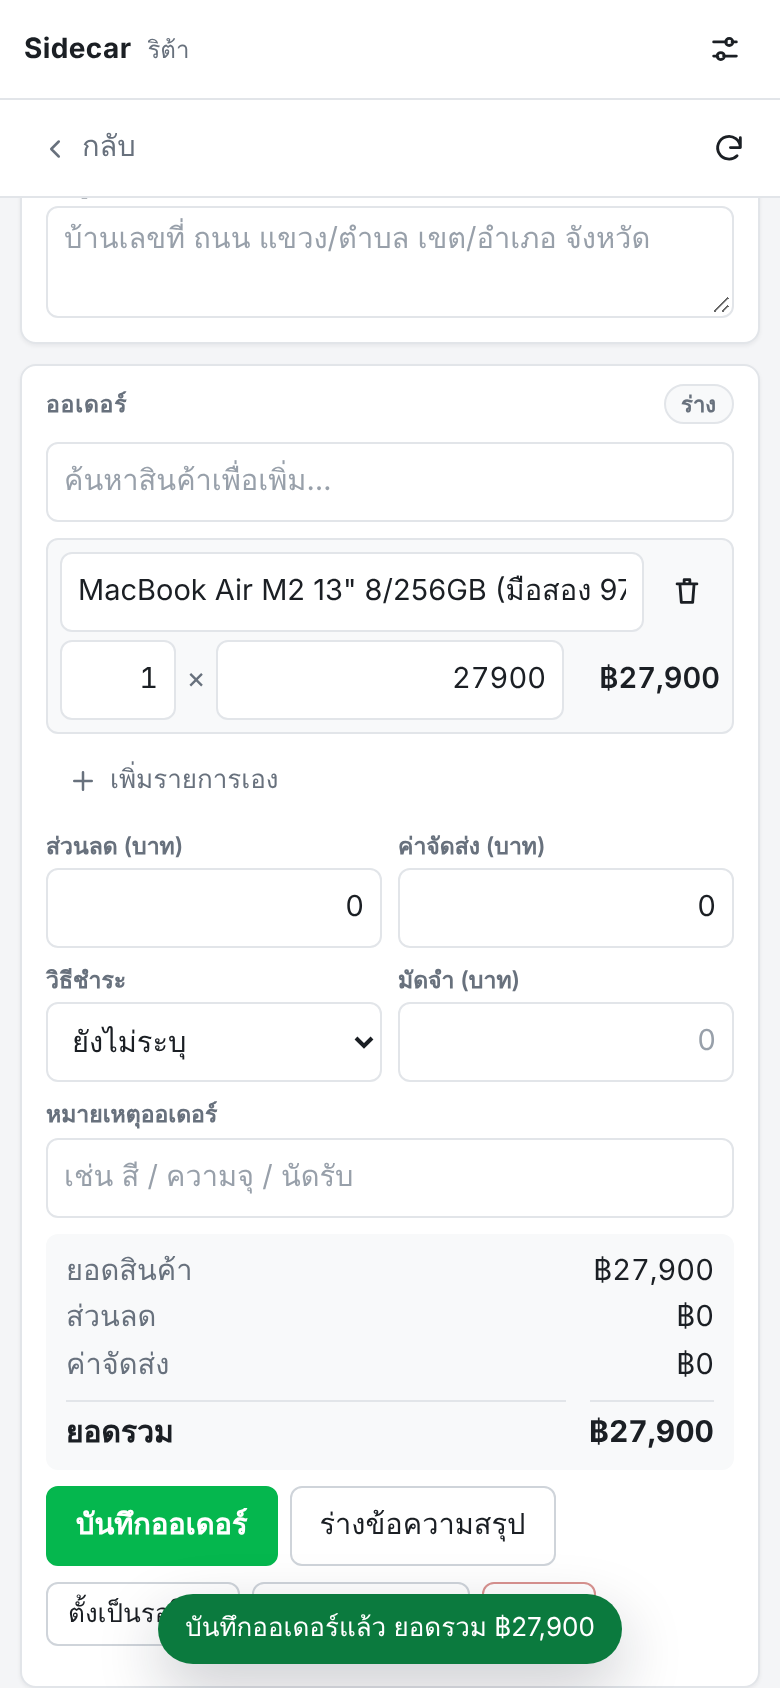 Sidecar ริต้า
กลับ
บ้านเลขที่ ถนน แขวง/ตำบล เขต/อำเภอ จังหวัด
ออเดอร์
ร่าง
ค้นหาสินค้าเพื่อเพิ่ม...
MacBook Air M2 13" 8/256GB (มือสอง 97
1 × 27900 ฿27,900
+ เพิ่มรายการเอง
ส่วนลด (บาท) ค่าจัดส่ง (บาท)
0 0
วิธีชำระ มัดจำ (บาท)
ยังไม่ระบุ 0
หมายเหตุออเดอร์
เช่น สี / ความจุ / นัดรับ
ยอดสินค้า ฿27,900
ส่วนลด ฿0
ค่าจัดส่ง ฿0
ยอดรวม ฿27,900
บันทึกออเดอร์ ร่างข้อความสรุป
ตั้งเป็นรอ
บันทึกออเดอร์แล้ว ยอดรวม ฿27,900